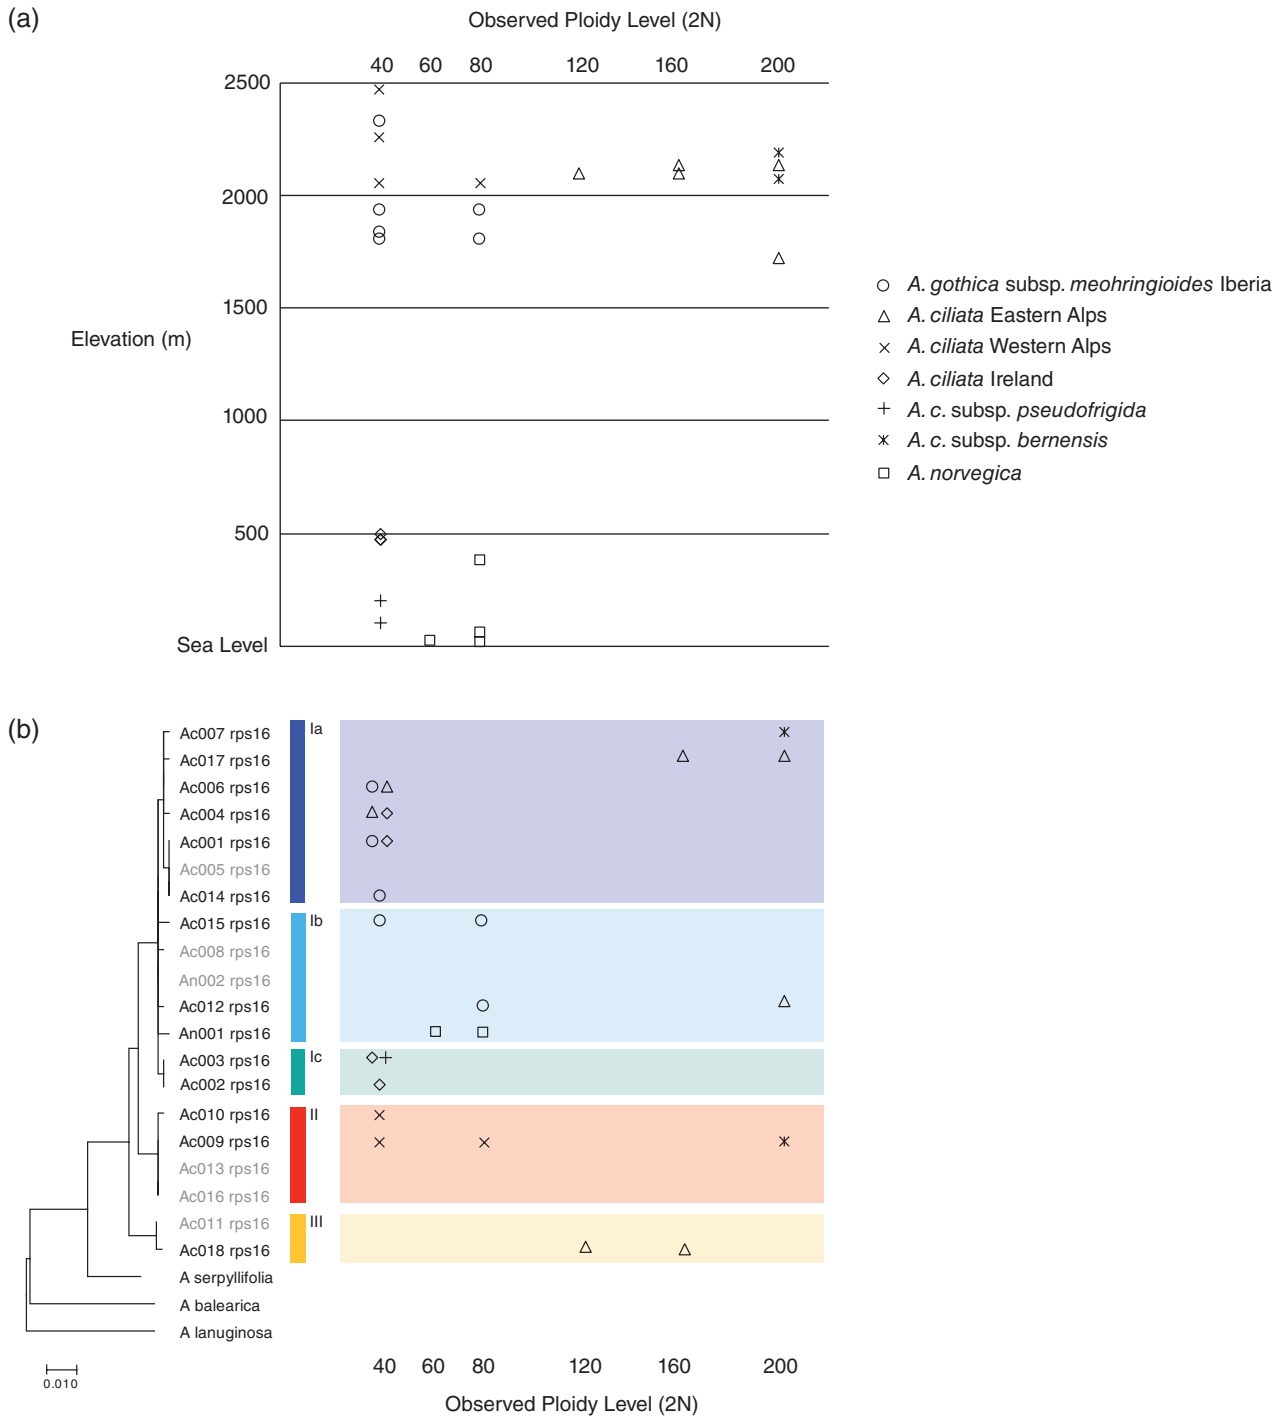 (a)
Observed Ploidy Level (2N)
40 60 80 120 160 200
2500
2000
1500
Elevation (m)
1000
500
Sea Level
A. gothica subsp. meohringioides Iberia
A. ciliata Eastern Alps
A. ciliata Western Alps
A. ciliata Ireland
A. c. subsp. pseudofrigida
A. c. subsp. bernensis
A. norvegica
(b)
Ac007 rps16
Ac017 rps16
Ac006 rps16
Ac004 rps16
Ac001 rps16
Ac005 rps16
Ac014 rps16
Ac015 rps16
Ac008 rps16
An002 rps16
Ac012 rps16
An001 rps16
Ac003 rps16
Ac002 rps16
Ac010 rps16
Ac009 rps16
Ac013 rps16
Ac016 rps16
Ac011 rps16
Ac018 rps16
A serpyllifolia
A balearica
A lanuginosa
Ia
Ib
Ic
II
III
0.010
40 60 80 120 160 200
Observed Ploidy Level (2N)